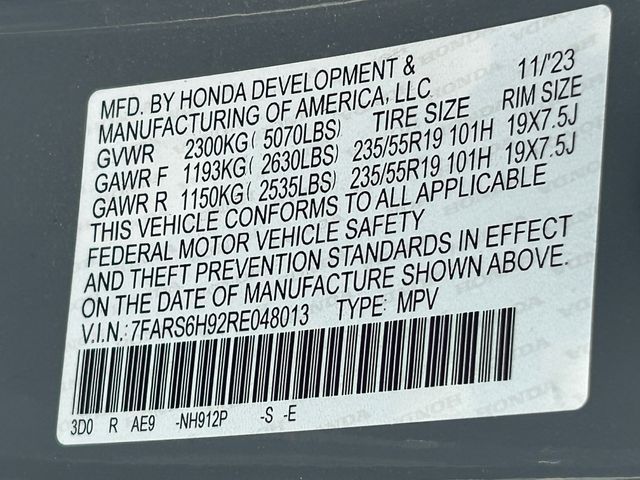 MFD. BY HONDA DEVELOPMENT & 11/'23
MANUFACTURING OF AMERICA, LLC
GVWR 2300KG( 5070LBS) TIRE SIZE RIM SIZE
GAWR F 1193KG( 2630LBS) 235/55R19 101H 19X7.5J
GAWR R 1150KG( 2535LBS) 235/55R19 101H 19X7.5J
THIS VEHICLE CONFORMS TO ALL APPLICABLE
FEDERAL MOTOR VEHICLE SAFETY
AND THEFT PREVENTION STANDARDS IN EFFECT
ON THE DATE OF MANUFACTURE SHOWN ABOVE.
V.I.N.: 7FARS6H92RE048013 TYPE: MPV
3D0 R AE9 -NH912P -S -E